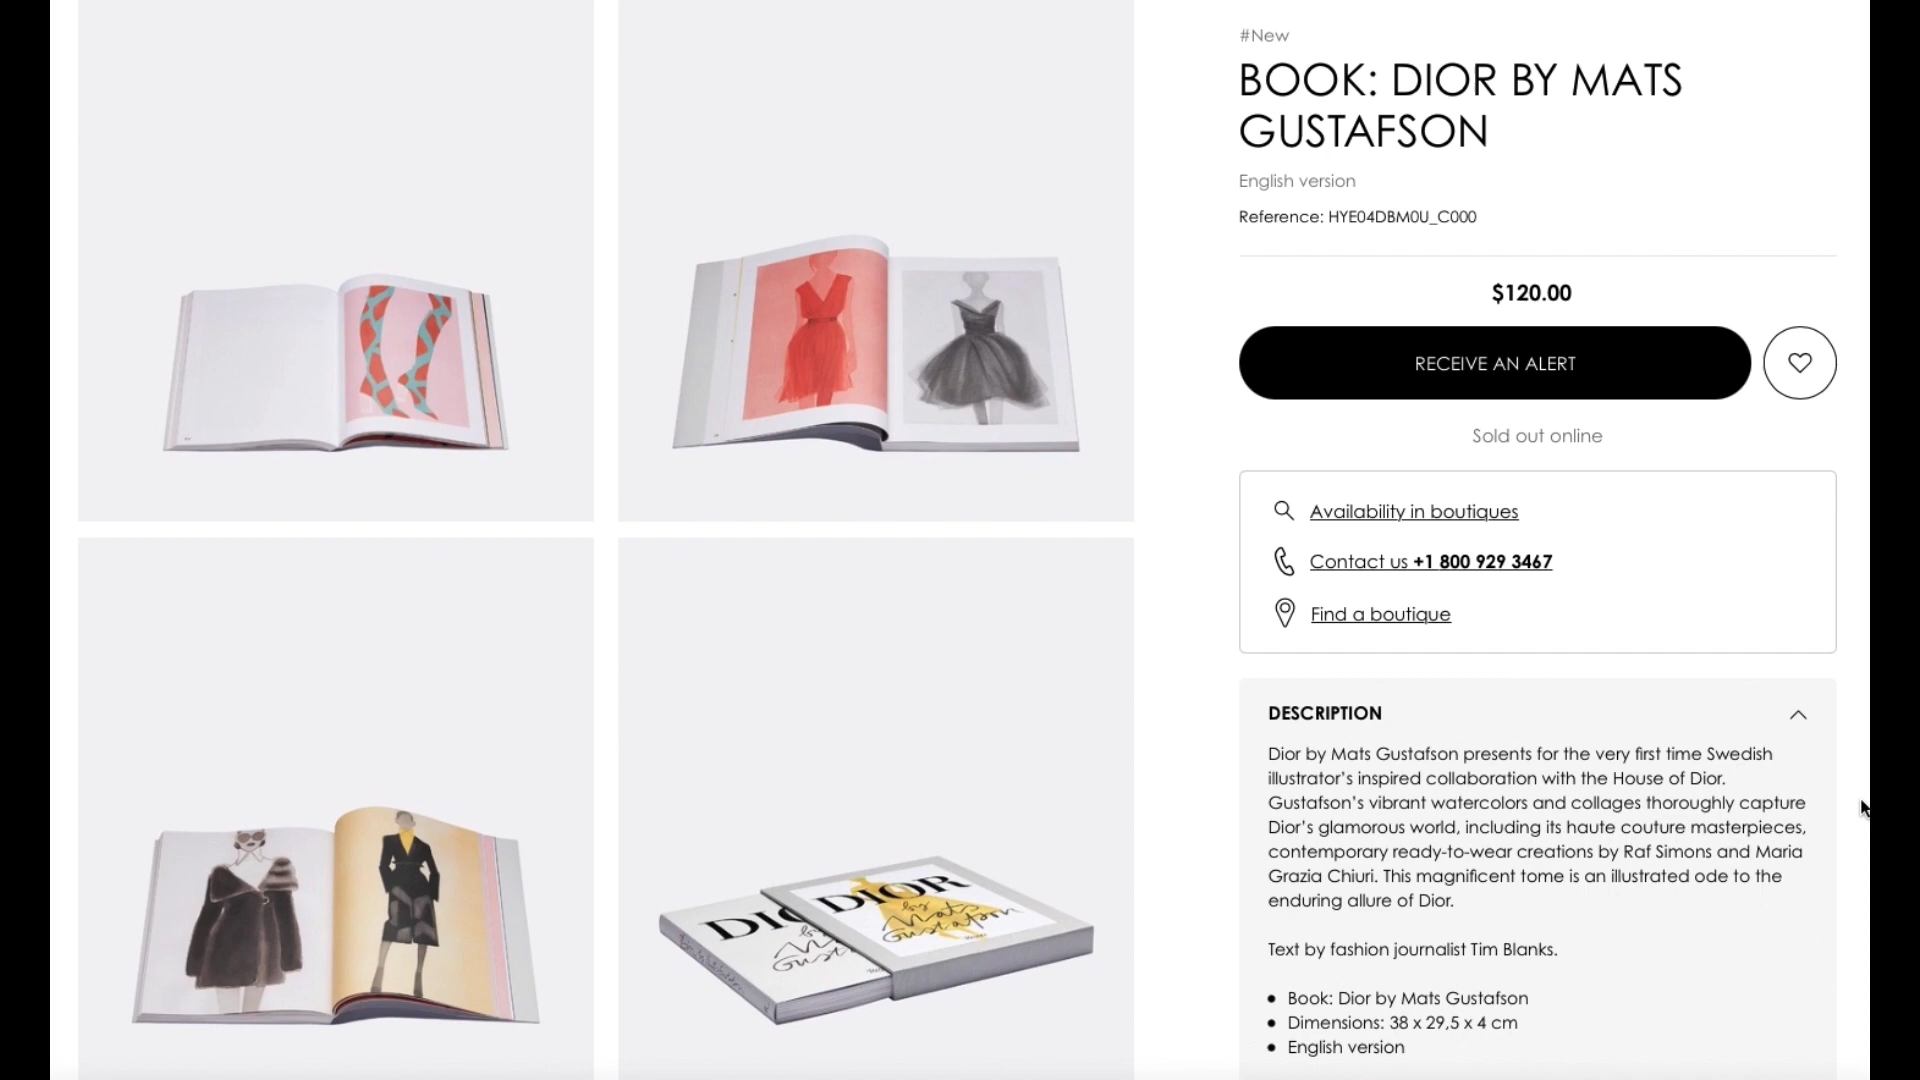 #New
BOOK: DIOR BY MATS
GUSTAFSON
English version
Reference: HYE04DBM0U_C000
$120.00
RECEIVE AN ALERT
Sold out online
Availability in boutiques
Contact us +1 800 929 3467
Find a boutique
DESCRIPTION
Dior by Mats Gustafson presents for the very first time Swedish
illustrator’s inspired collaboration with the House of Dior.
Gustafson’s vibrant watercolors and collages thoroughly capture
Dior’s glamorous world, including its haute couture masterpieces,
contemporary ready-to-wear creations by Raf Simons and Maria
Grazia Chiuri. This magnificent tome is an illustrated ode to the
enduring allure of Dior.
Text by fashion journalist Tim Blanks.
● Book: Dior by Mats Gustafson
● Dimensions: 38 x 29,5 x 4 cm
● English version
DIOR
by
Mats
Gustafson